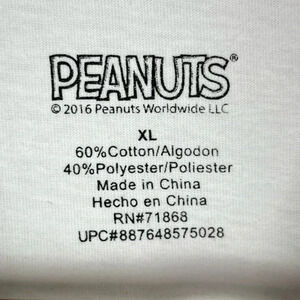 PEANUTS®
© 2016 Peanuts Worldwide LLC
XL
60%Cotton/Algodon
40%Polyester/Poliester
Made in China
Hecho en China
RN#71868
UPC#887648575028